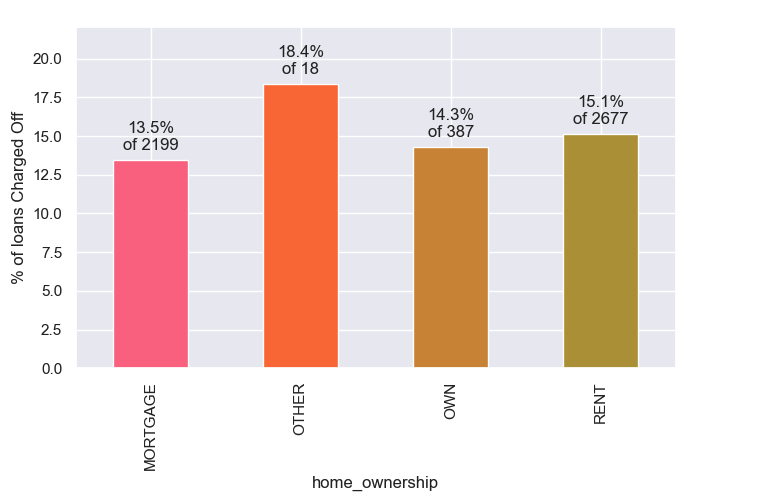 % of loans Charged Off
20.0
17.5
15.0
12.5
10.0
7.5
5.0
2.5
0.0
13.5%
of 2199
18.4%
of 18
14.3%
of 387
15.1%
of 2677
MORTGAGE
OTHER
OWN
RENT
home_ownership